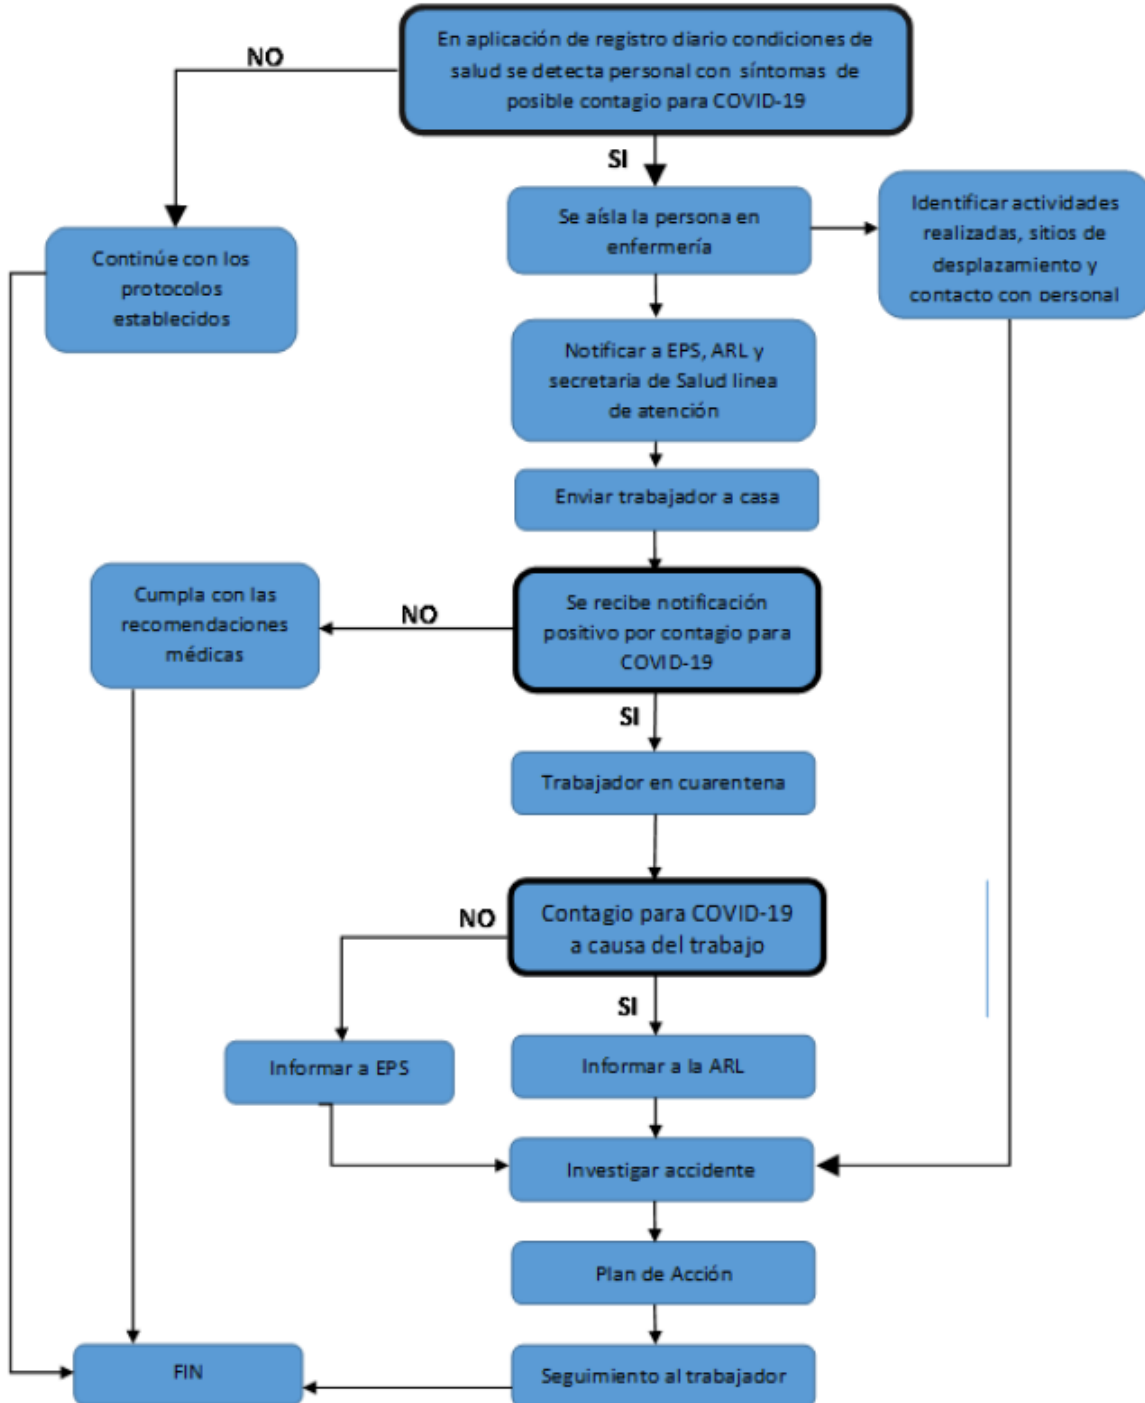 En aplicación de registro diario condiciones de
salud se detecta personal con síntomas de
posible contagio para COVID-19
NO
SI
Se aísla la persona en
enfermería
Identificar actividades
realizadas, sitios de
desplazamiento y
contacto con personal
Continúe con los
protocolos
establecidos
Notificar a EPS, ARL y
secretaria de Salud linea
de atención
Enviar trabajador a casa
Se recibe notificación
positivo por contagio para
COVID-19
NO
Cumpla con las
recomendaciones
médicas
SI
Trabajador en cuarentena
Contagio para COVID-19
a causa del trabajo
NO
SI
Informar a EPS
Informar a la ARL
Investigar accidente
Plan de Acción
Seguimiento al trabajador
FIN